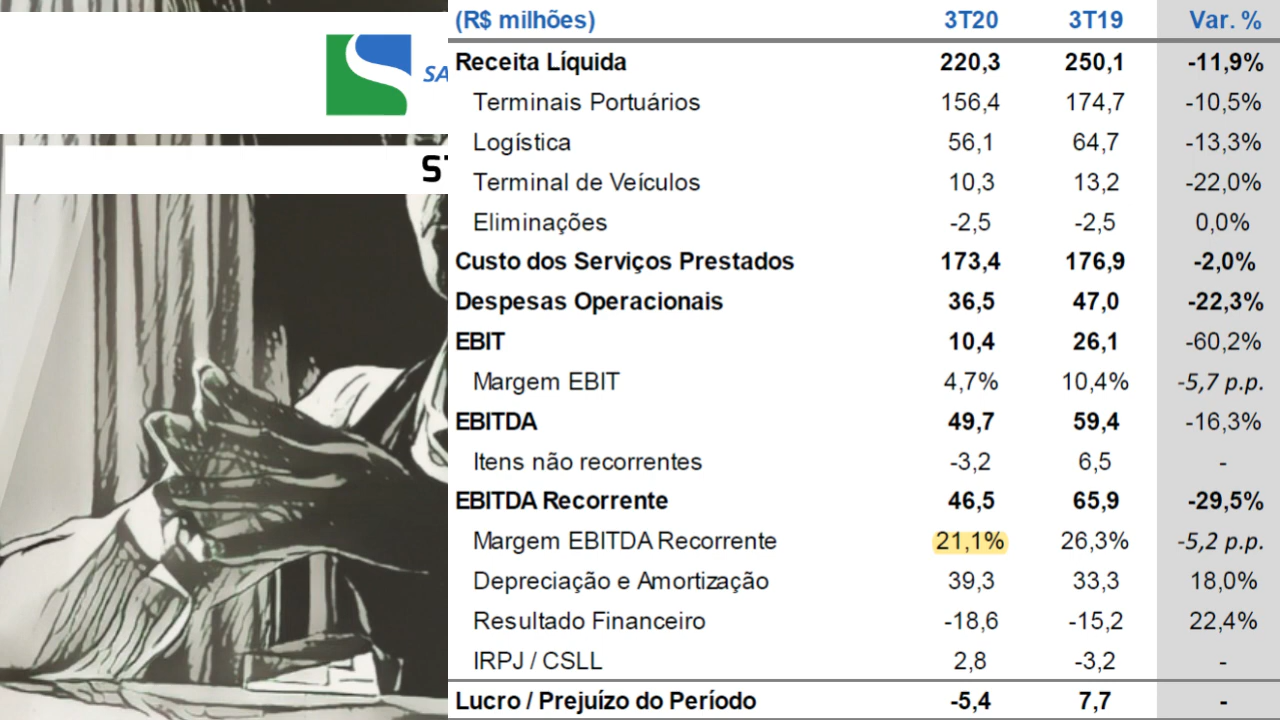 SA
ST
(R$ milhões) 3T20 3T19 Var. %
Receita Líquida 220,3 250,1 -11,9%
Terminais Portuários 156,4 174,7 -10,5%
Logística 56,1 64,7 -13,3%
Terminal de Veículos 10,3 13,2 -22,0%
Eliminações -2,5 -2,5 0,0%
Custo dos Serviços Prestados 173,4 176,9 -2,0%
Despesas Operacionais 36,5 47,0 -22,3%
EBIT 10,4 26,1 -60,2%
Margem EBIT 4,7% 10,4% -5,7 p.p.
EBITDA 49,7 59,4 -16,3%
Itens não recorrentes -3,2 6,5 -
EBITDA Recorrente 46,5 65,9 -29,5%
Margem EBITDA Recorrente 21,1% 26,3% -5,2 p.p.
Depreciação e Amortização 39,3 33,3 18,0%
Resultado Financeiro -18,6 -15,2 22,4%
IRPJ / CSLL 2,8 -3,2 -
Lucro / Prejuízo do Período -5,4 7,7 -